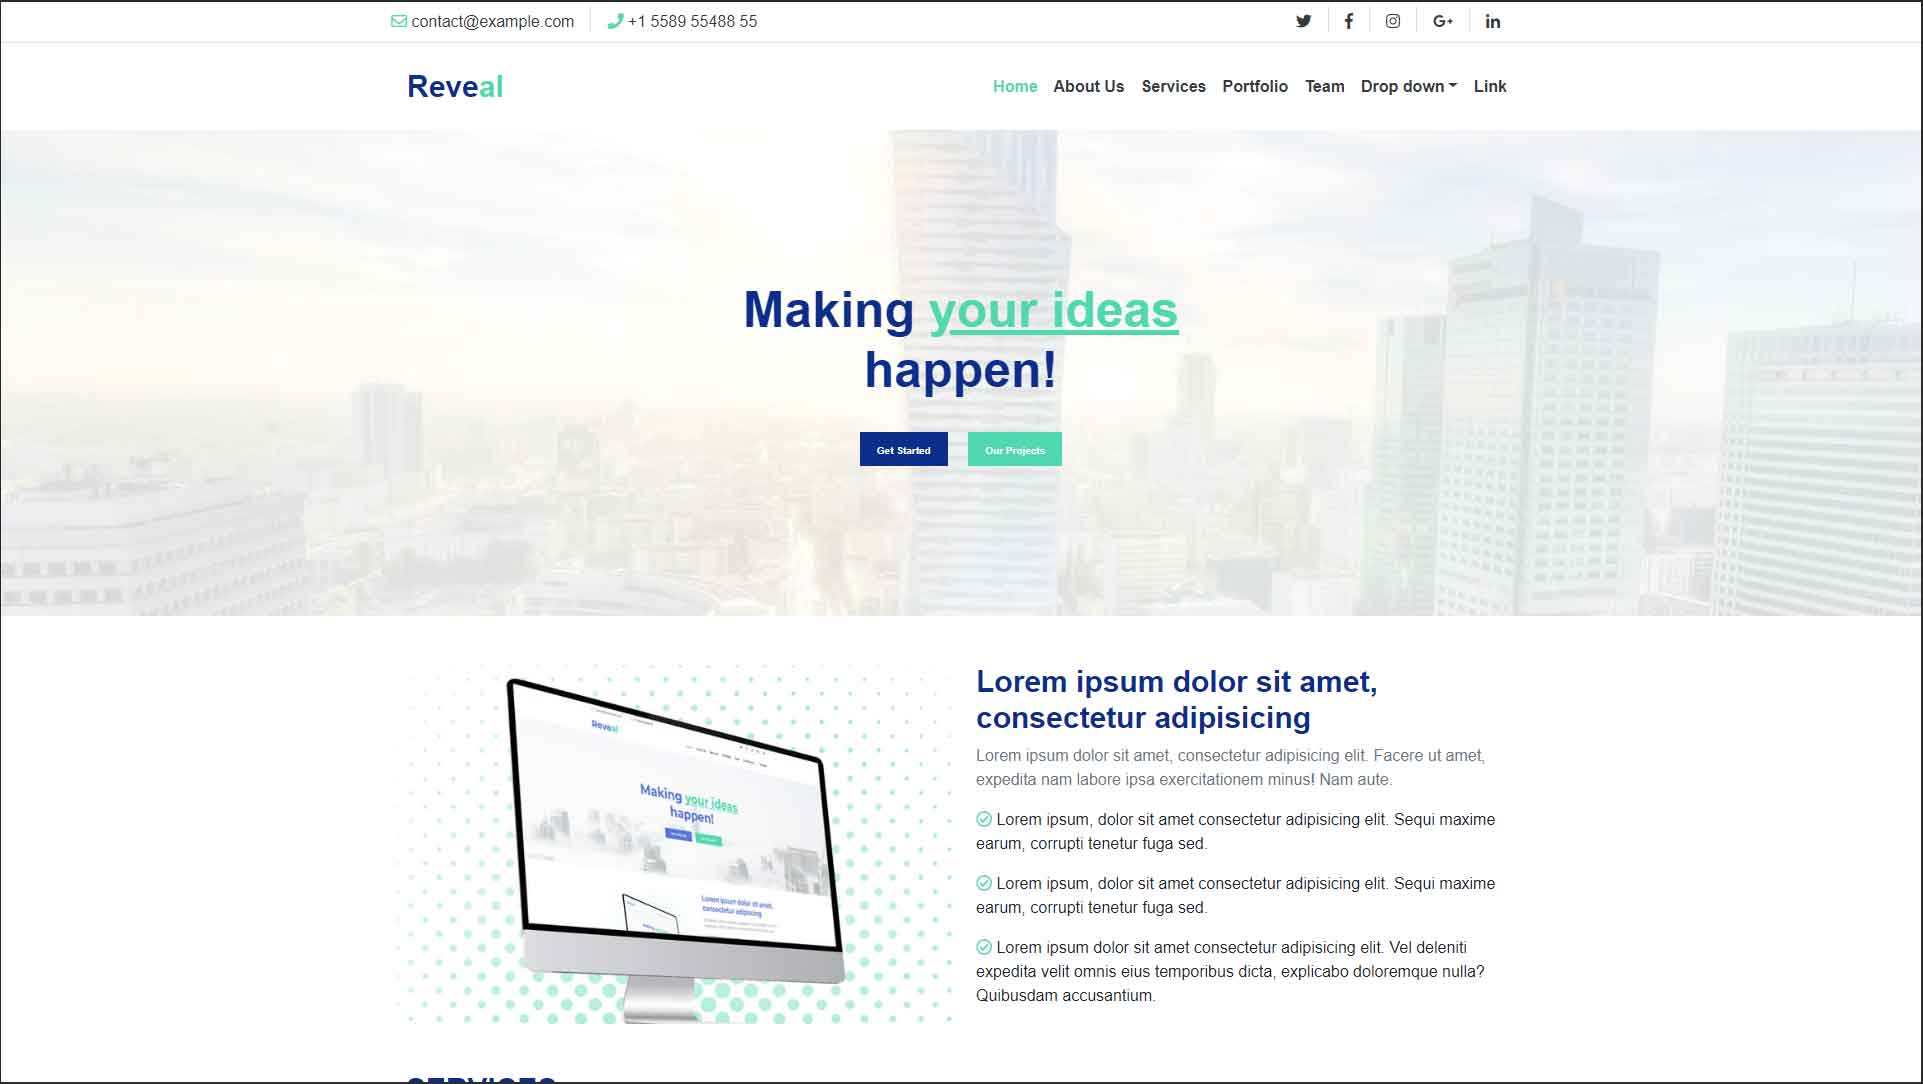 contact@example.com
+1 5589 55488 55
Reveal
Home About Us Services Portfolio Team Drop down Link
Making your ideas
happen!
Get Started
Our Projects
Lorem ipsum dolor sit amet,
consectetur adipisicing
Lorem ipsum dolor sit amet, consectetur adipisicing elit. Facere ut amet,
expedita nam labore ipsa exercitationem minus! Nam aute.
Lorem ipsum, dolor sit amet consectetur adipisicing elit. Sequi maxime
earum, corrupti tenetur fuga sed.
Lorem ipsum, dolor sit amet consectetur adipisicing elit. Sequi maxime
earum, corrupti tenetur fuga sed.
Lorem ipsum dolor sit amet consectetur adipisicing elit. Vel deleniti
expedita velit omnis eius temporibus dicta, explicabo doloremque nulla?
Quibusdam accusantium.
Reveal
Making your ideas
happen!
Lorem ipsum dolor sit amet,
consectetur adipisicing
SERVICES